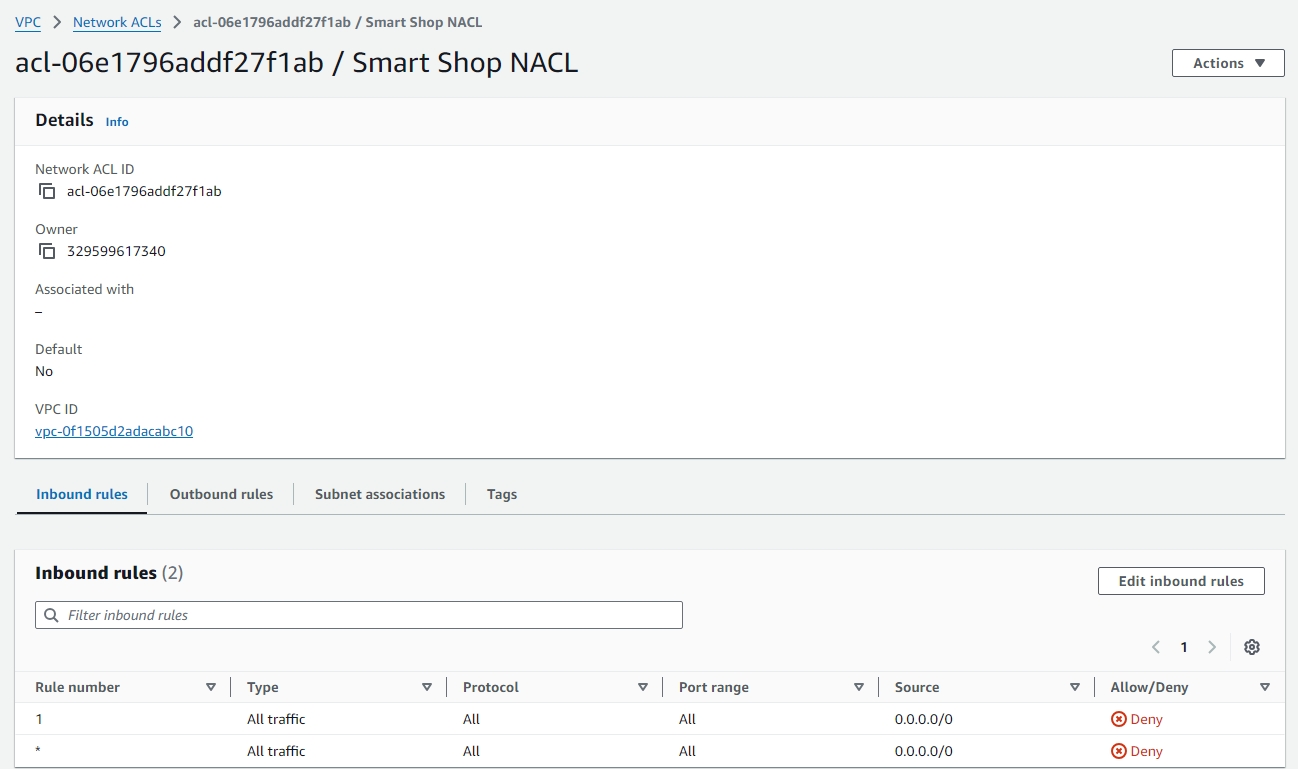 VPC > Network ACLs > acl-06e1796addf27f1ab / Smart Shop NACL
acl-06e1796addf27f1ab / Smart Shop NACL
Actions
Details Info
Network ACL ID
acl-06e1796addf27f1ab
Owner
329599617340
Associated with
–
Default
No
VPC ID
vpc-0f1505d2adacabc10
Inbound rules Outbound rules Subnet associations Tags
Inbound rules (2)
Edit inbound rules
Filter inbound rules
1
Rule number Type Protocol Port range Source Allow/Deny
1 All traffic All All 0.0.0.0/0 Deny
* All traffic All All 0.0.0.0/0 Deny